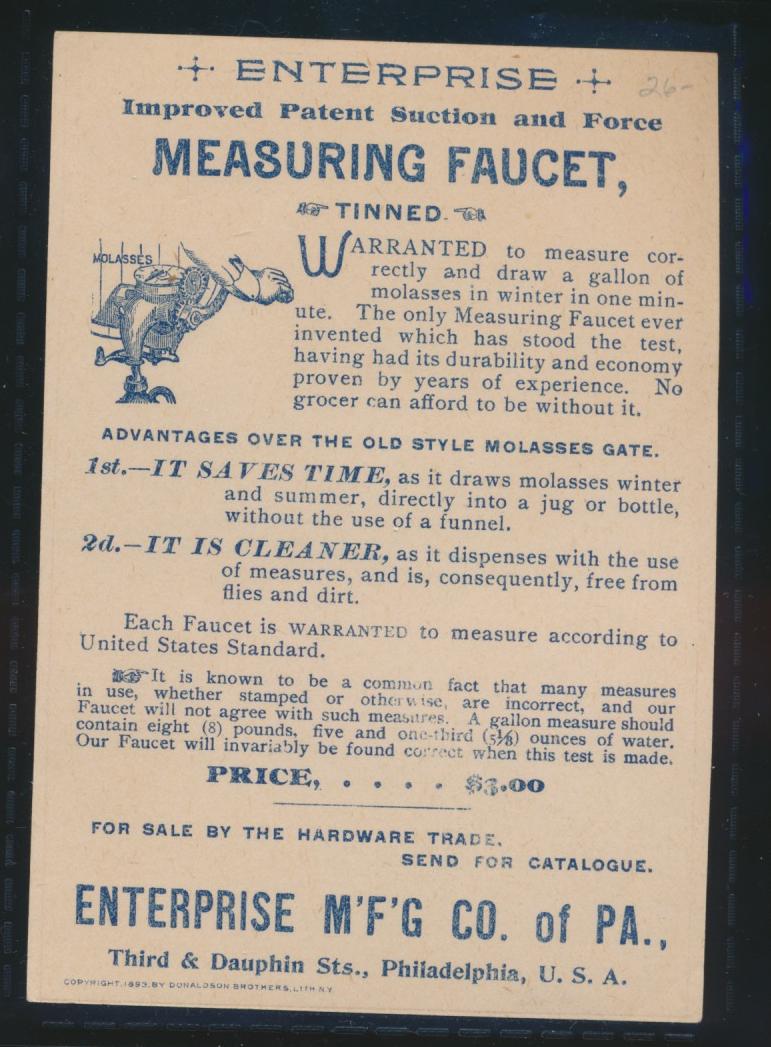 ENTERPRISE
26-
Improved Patent Suction and Force
MEASURING FAUCET,
TINNED.
MOLASSES
WARRANTED to measure cor-
rectly and draw a gallon of
molasses in winter in one min-
ute. The only Measuring Faucet ever
invented which has stood the test,
having had its durability and economy
proven by years of experience. No
grocer can afford to be without it.
ADVANTAGES OVER THE OLD STYLE MOLASSES GATE.
1st.—IT SAVES TIME, as it draws molasses winter
and summer, directly into a jug or bottle,
without the use of a funnel.
2d.—IT IS CLEANER, as it dispenses with the use
of measures, and is, consequently, free from
flies and dirt.
Each Faucet is WARRANTED to measure according to
United States Standard.
It is known to be a common fact that many measures
in use, whether stamped or otherwise, are incorrect, and our
Faucet will not agree with such measures. A gallon measure should
contain eight (8) pounds, five and one-third (5⅓) ounces of water.
Our Faucet will invariably be found correct when this test is made.
PRICE, . . . . $3.00
FOR SALE BY THE HARDWARE TRADE.
SEND FOR CATALOGUE.
ENTERPRISE M'F'G CO. of PA.,
Third & Dauphin Sts., Philadelphia, U. S. A.
COPYRIGHT, 1893, BY DONALDSON BROTHERS, LITH. N.Y.